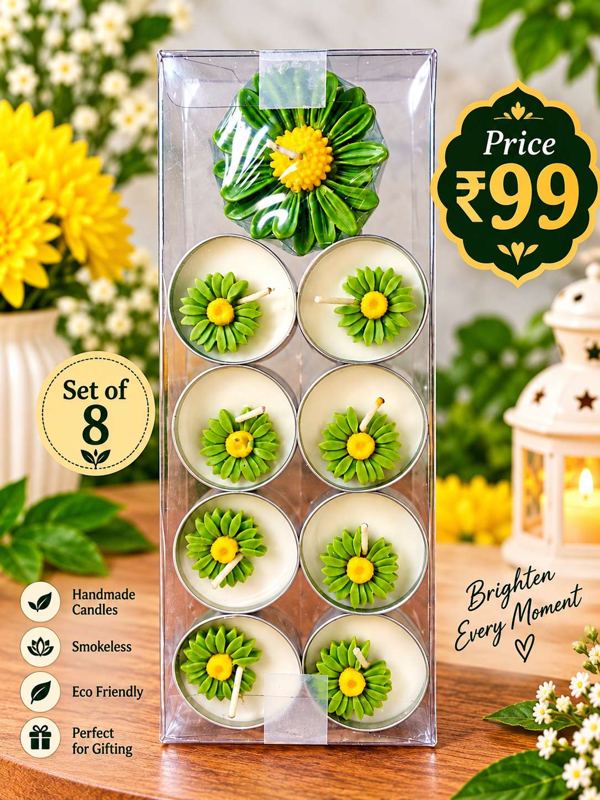 Price
₹99
Set of
8
Handmade
Candles
Smokeless
Eco Friendly
Perfect
for Gifting
Brighten
Every Moment